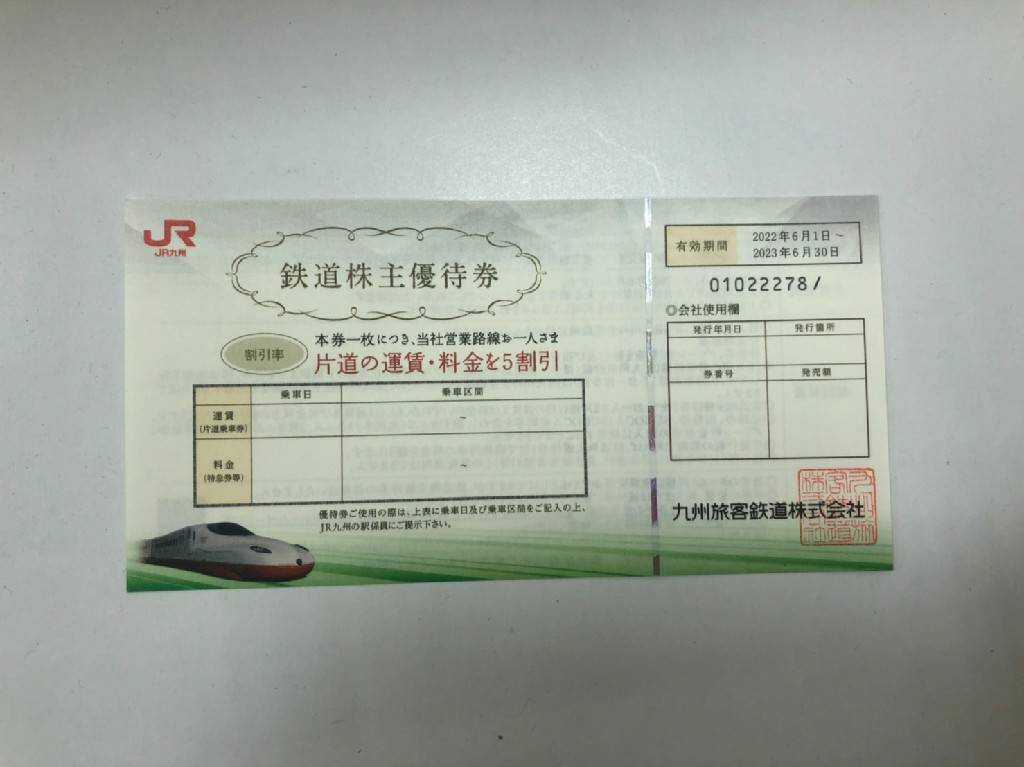 JR
JR九州
鉄道株主優待券
割引率
本券一枚につき、当社営業路線お一人さま
片道の運賃・料金を5割引
乗車日
乗車区間
運賃
(片道乗車券)
~
料金
(特急券等)
~
優待券ご使用の際は、上表に乗車日及び乗車区間をご記入の上、
JR九州の駅係員にご提示下さい。
有効期間
2022年6月1日~
2023年6月30日
01022278/
◎会社使用欄
発行年月日
発行箇所
券番号
発売額
九州旅客鉄道株式会社